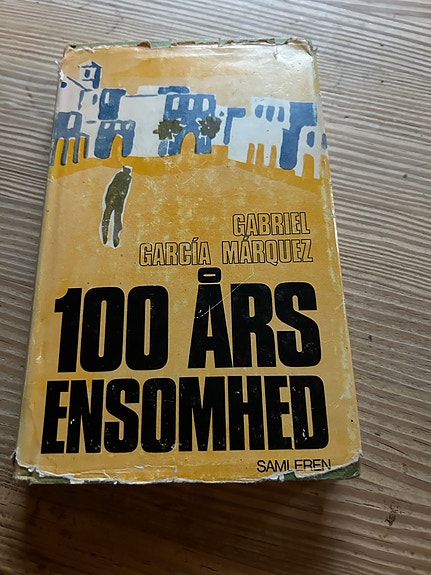 GABRIEL
GARCÍA MÁRQUEZ
100 ÅRS
ENSOMHED
SAMLEREN